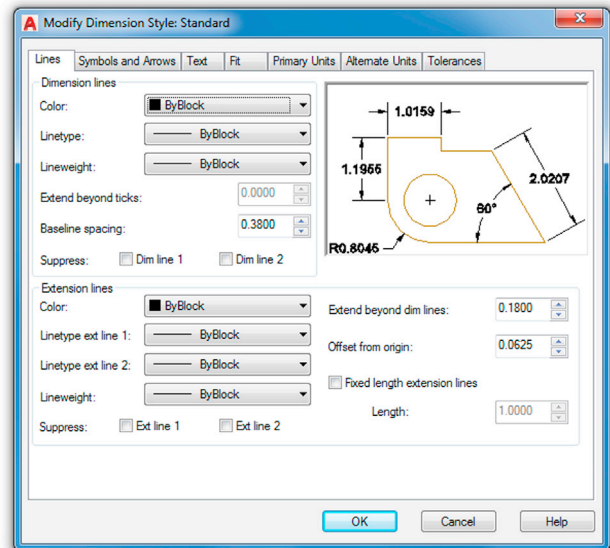 A Modify Dimension Style: Standard
Lines Symbols and Arrows Text Fit Primary Units Alternate Units Tolerances
Dimension lines
Color: ByBlock
Linetype: ByBlock
Lineweight: ByBlock
Extend beyond ticks: 0.0000
Baseline spacing: 0.3800
Suppress: Dim line 1 Dim line 2
1.0159
1.1955
2.0207
60°
R0.8045
Extension lines
Color: ByBlock
Linetype ext line 1: ByBlock
Linetype ext line 2: ByBlock
Lineweight: ByBlock
Suppress: Ext line 1 Ext line 2
Extend beyond dim lines: 0.1800
Offset from origin: 0.0625
Fixed length extension lines
Length: 1.0000
OK Cancel Help